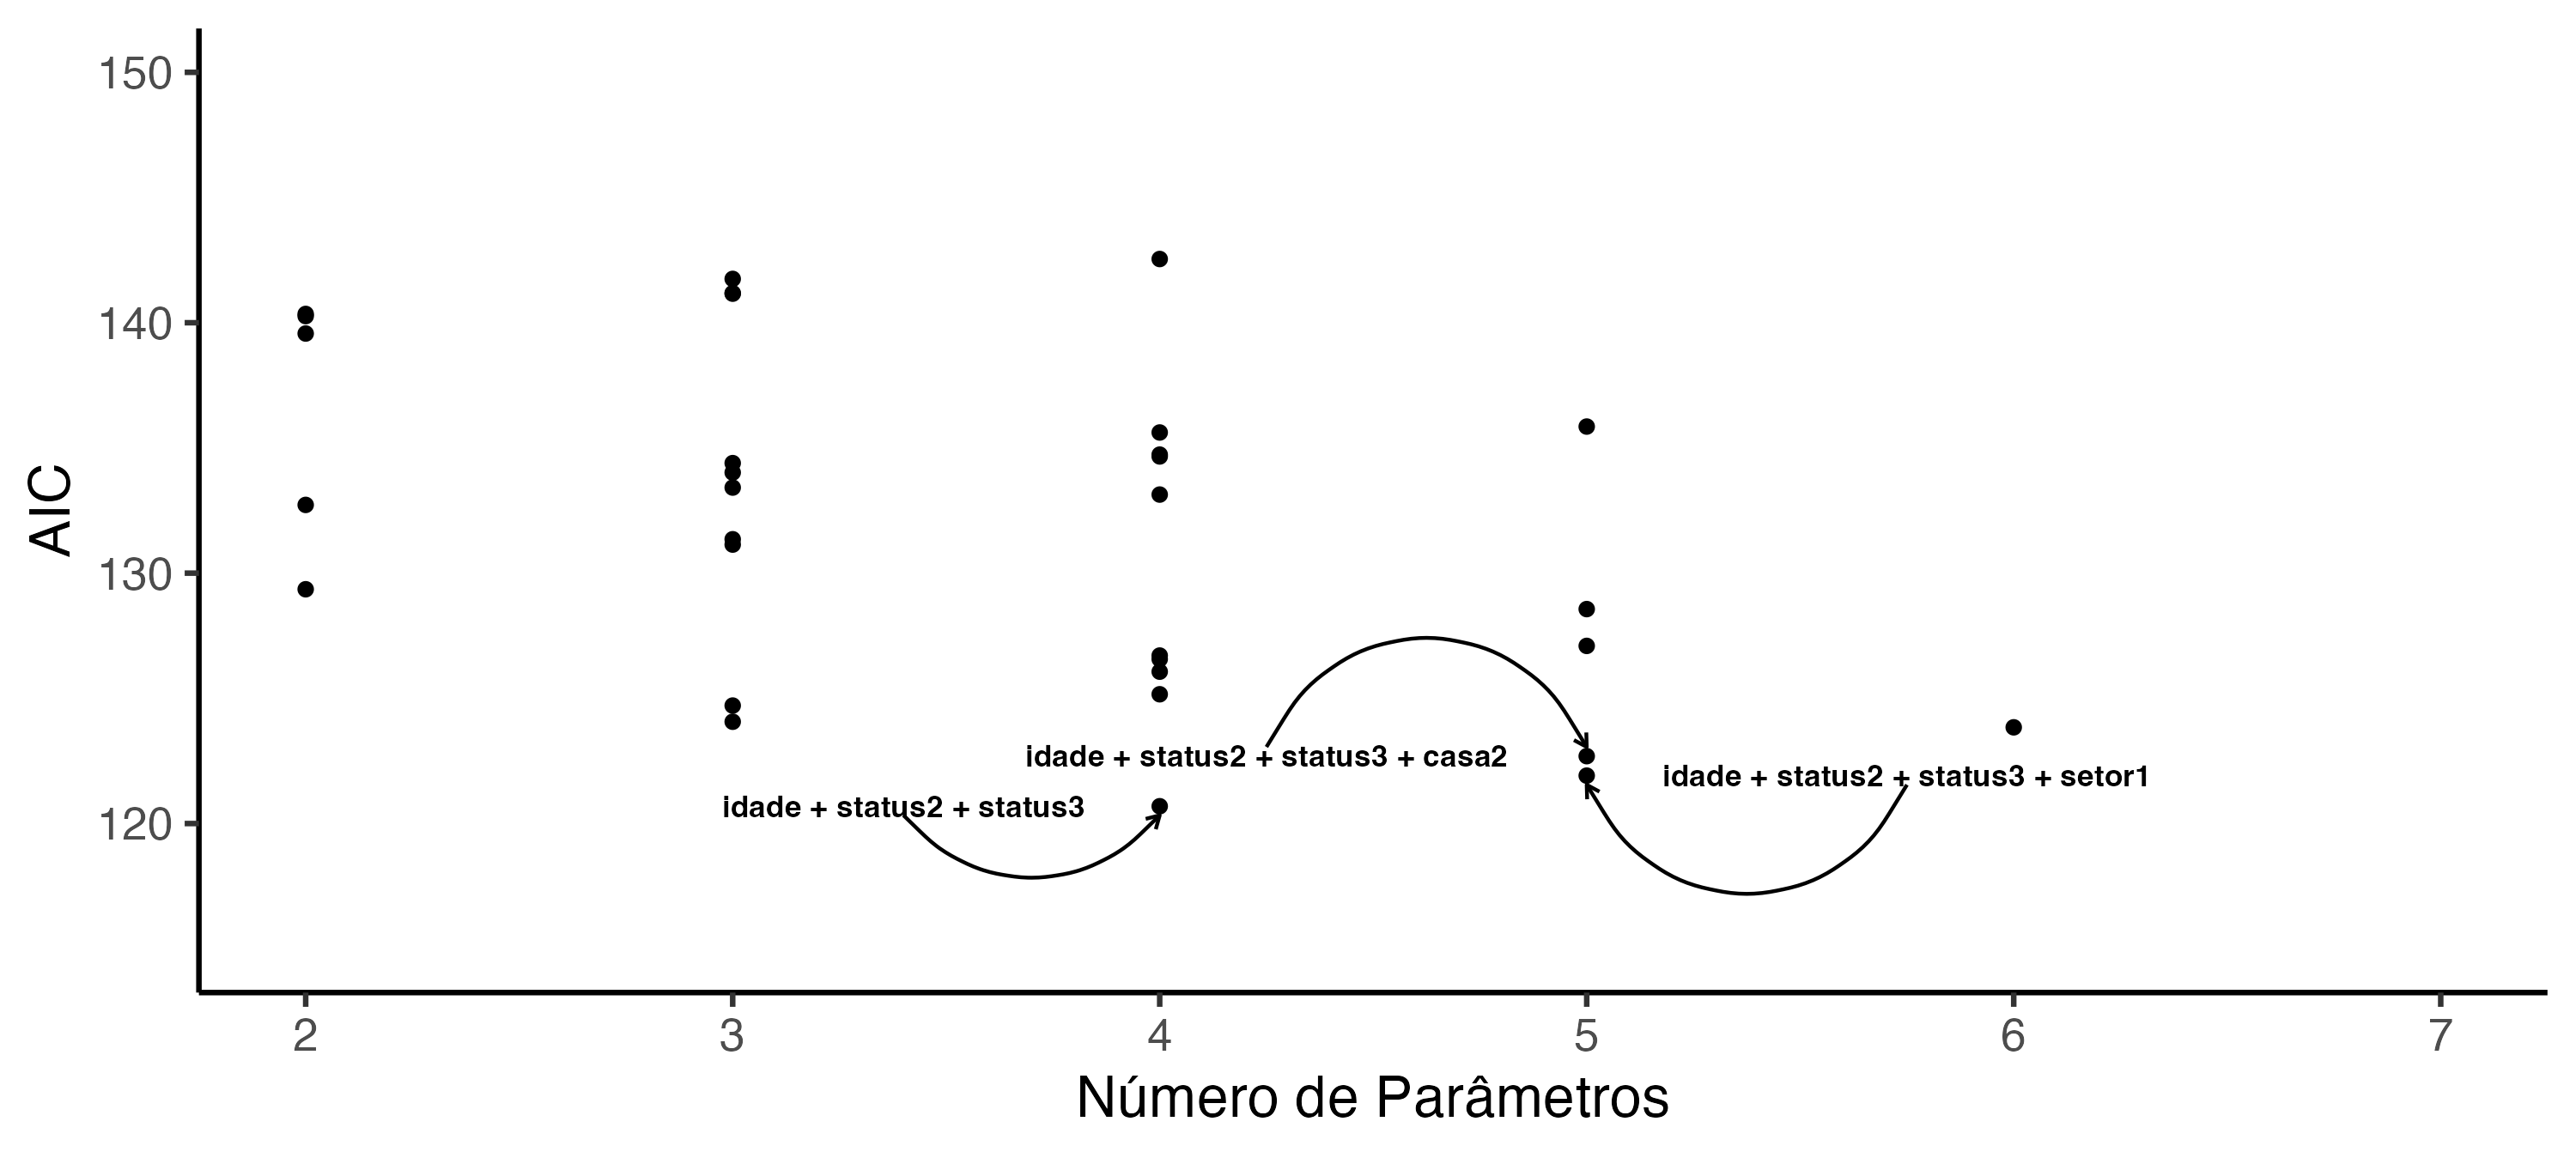 150
140
130
120
AIC
idade + status2 + status3 + casa2
idade + status2 + status3 + setor1
idade + status2 + status3
2 3 4 5 6 7
Número de Parâmetros